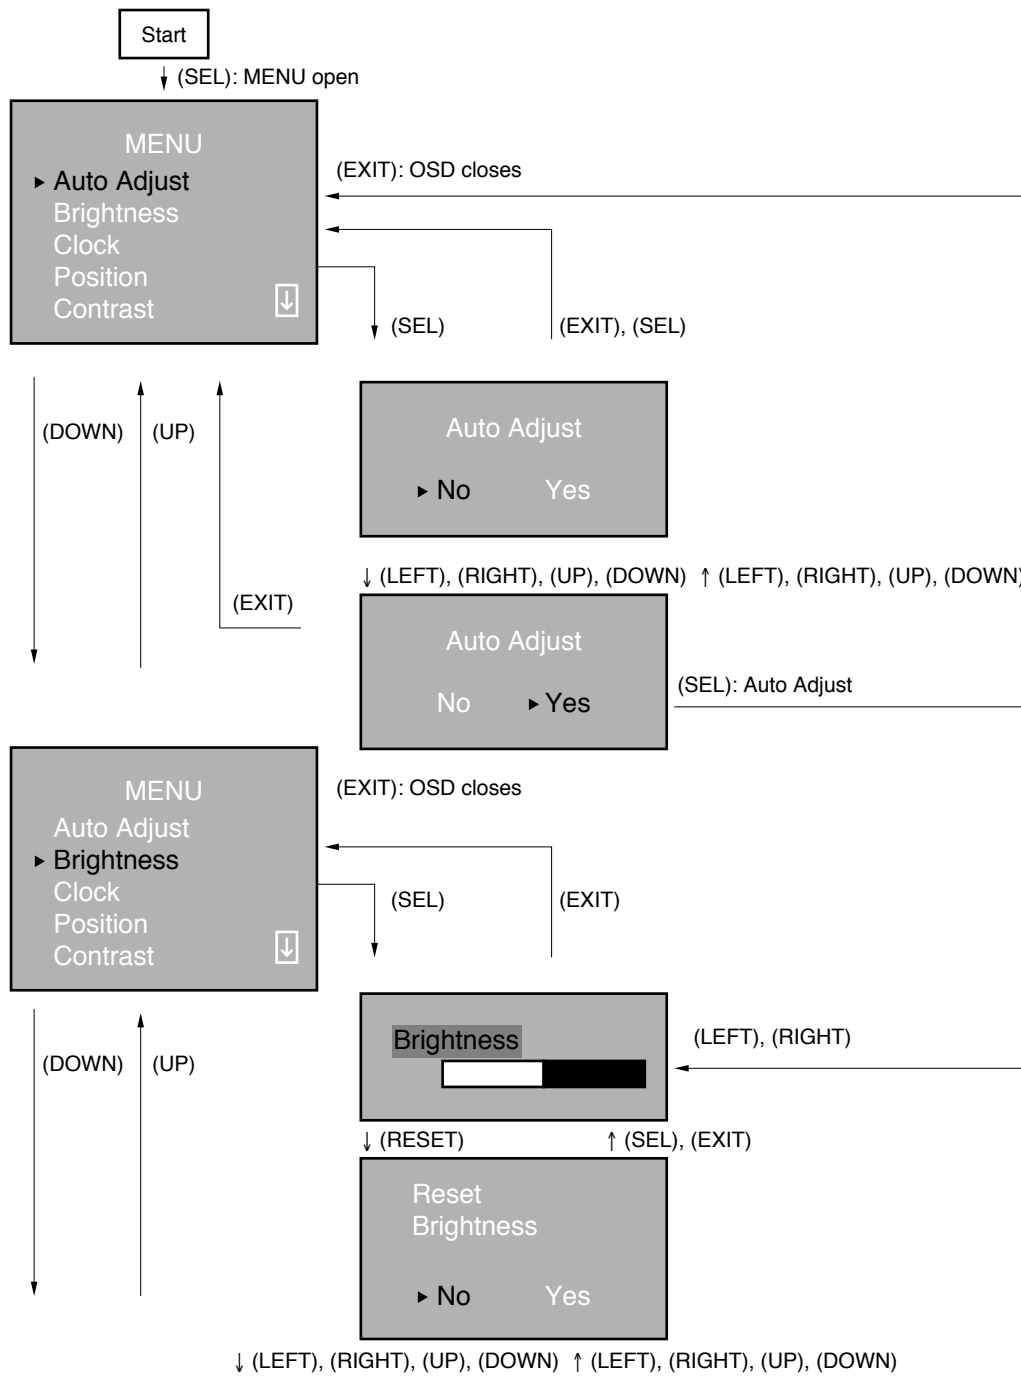 Start
↓ (SEL): MENU open
MENU
▸ Auto Adjust
Brightness
Clock
Position
Contrast
↓
(EXIT): OSD closes
(SEL)
(EXIT), (SEL)
(DOWN)
(UP)
Auto Adjust
▸ No Yes
↓ (LEFT), (RIGHT), (UP), (DOWN) ↑ (LEFT), (RIGHT), (UP), (DOWN)
(EXIT)
Auto Adjust
No ▸ Yes
(SEL): Auto Adjust
MENU
Auto Adjust
▸ Brightness
Clock
Position
Contrast
↓
(EXIT): OSD closes
(SEL)
(EXIT)
(DOWN)
(UP)
Brightness
(LEFT), (RIGHT)
↓ (RESET) ↑ (SEL), (EXIT)
Reset
Brightness
▸ No Yes
↓ (LEFT), (RIGHT), (UP), (DOWN) ↑ (LEFT), (RIGHT), (UP), (DOWN)